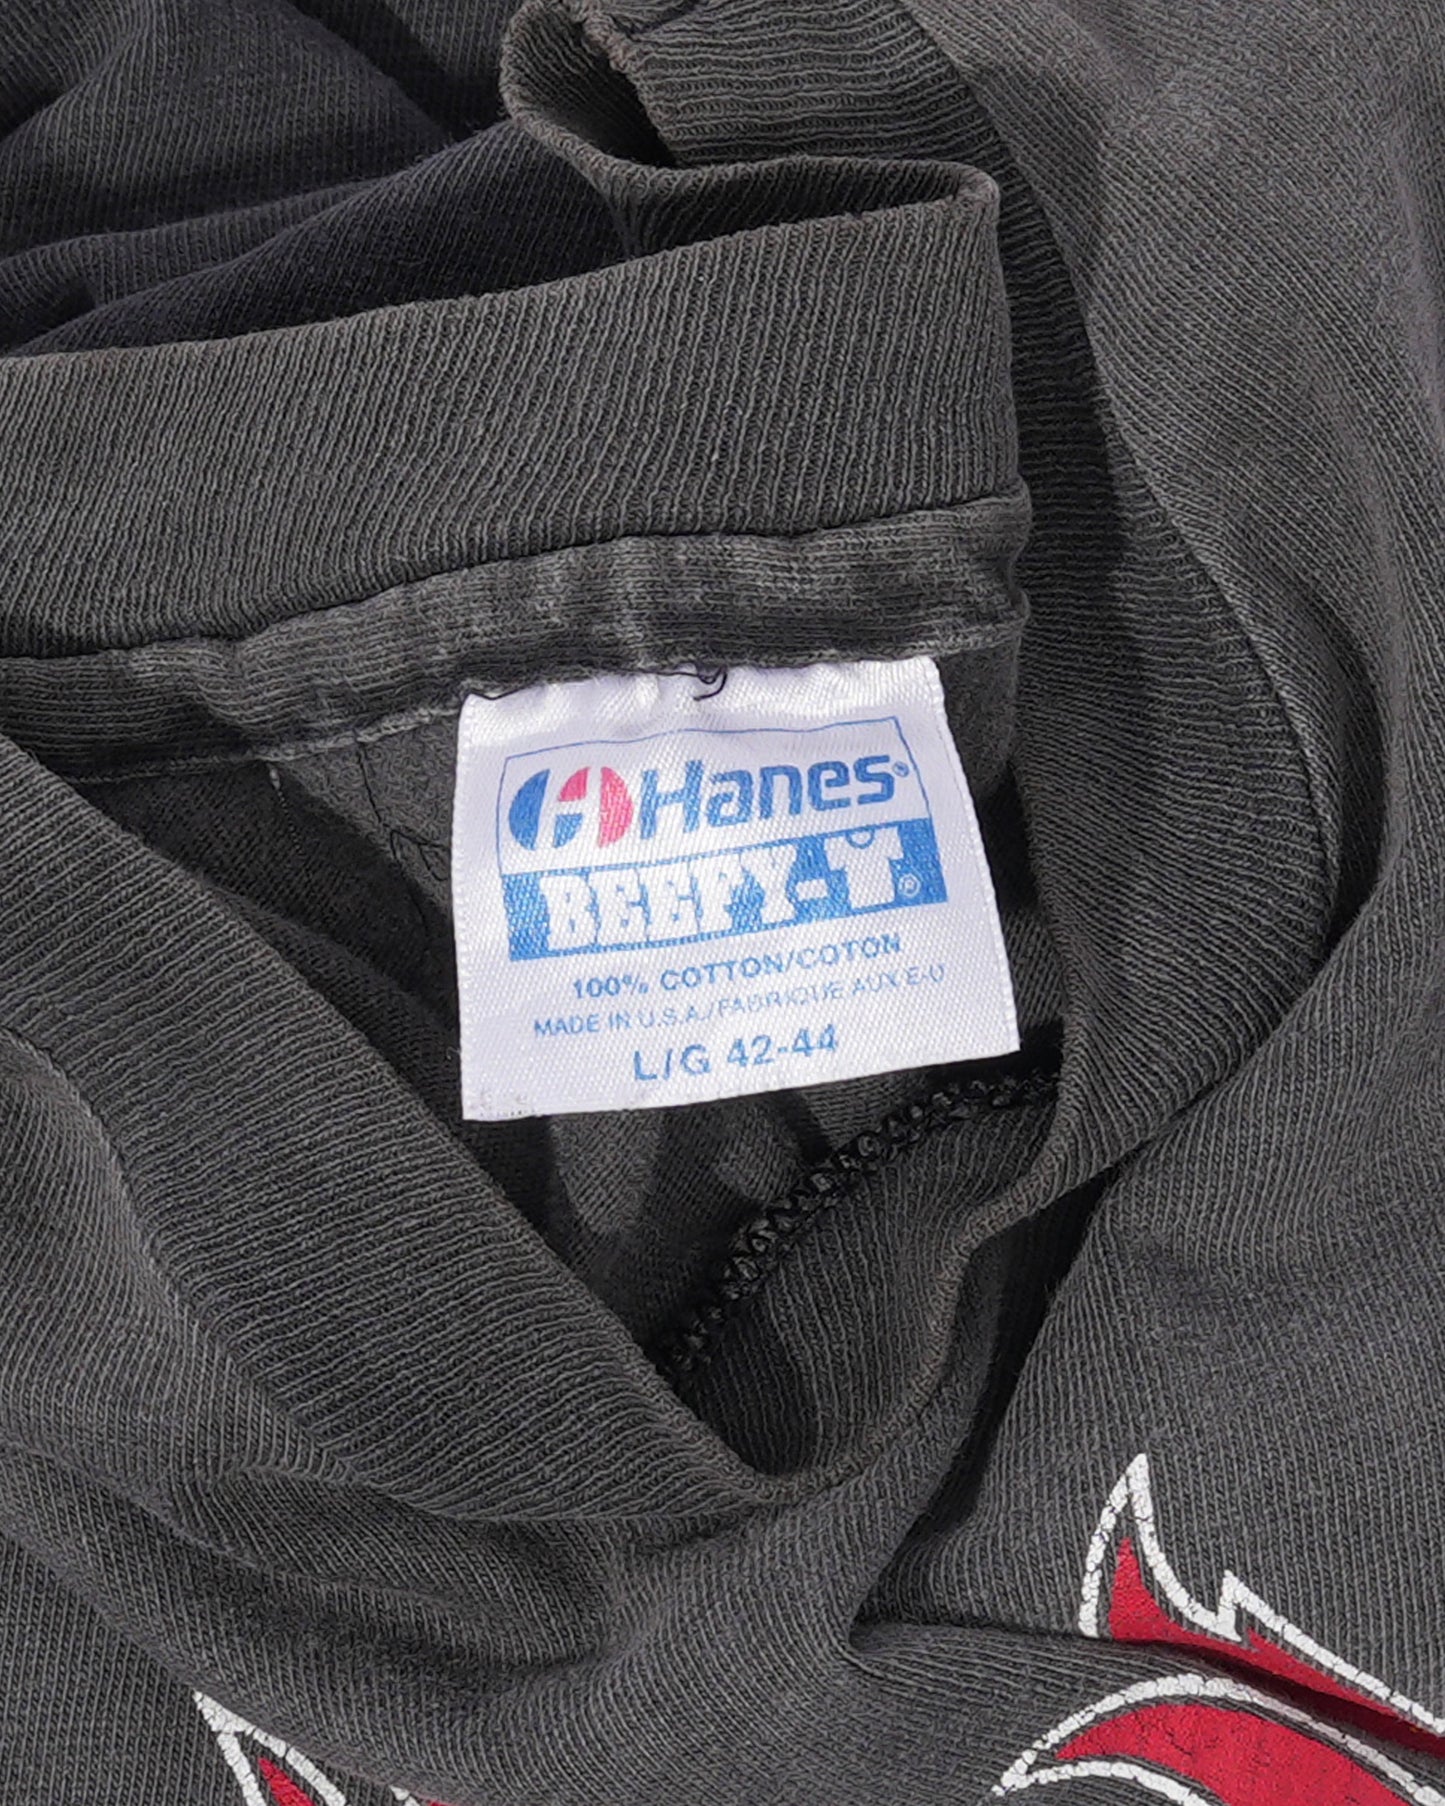 Hanes®
BEEFY-T®
100% COTTON/COTON
MADE IN U.S.A./FABRIQUE AUX E-U
L/G 42-44